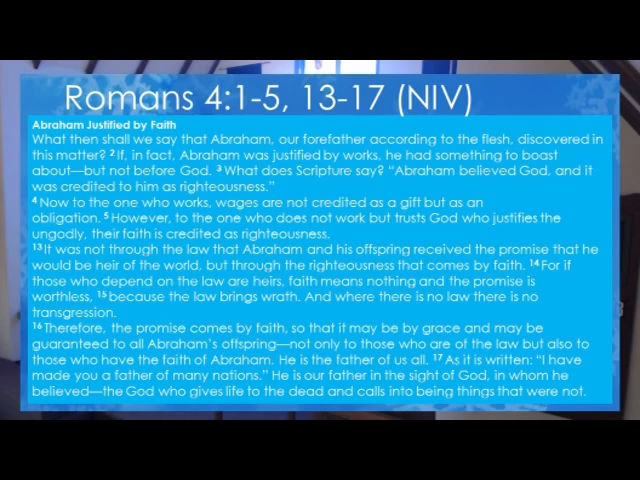 Romans 4:1-5, 13-17 (NIV)
Abraham Justified by Faith
What then shall we say that Abraham, our forefather according to the flesh, discovered in
this matter? 2 If, in fact, Abraham was justified by works, he had something to boast
about—but not before God. 3 What does Scripture say? “Abraham believed God, and it
was credited to him as righteousness.”
4 Now to the one who works, wages are not credited as a gift but as an
obligation. 5 However, to the one who does not work but trusts God who justifies the
ungodly, their faith is credited as righteousness.
13 It was not through the law that Abraham and his offspring received the promise that he
would be heir of the world, but through the righteousness that comes by faith. 14 For if
those who depend on the law are heirs, faith means nothing and the promise is
worthless, 15 because the law brings wrath. And where there is no law there is no
transgression.
16 Therefore, the promise comes by faith, so that it may be by grace and may be
guaranteed to all Abraham’s offspring—not only to those who are of the law but also to
those who have the faith of Abraham. He is the father of us all. 17 As it is written: “I have
made you a father of many nations.” He is our father in the sight of God, in whom he
believed—the God who gives life to the dead and calls into being things that were not.